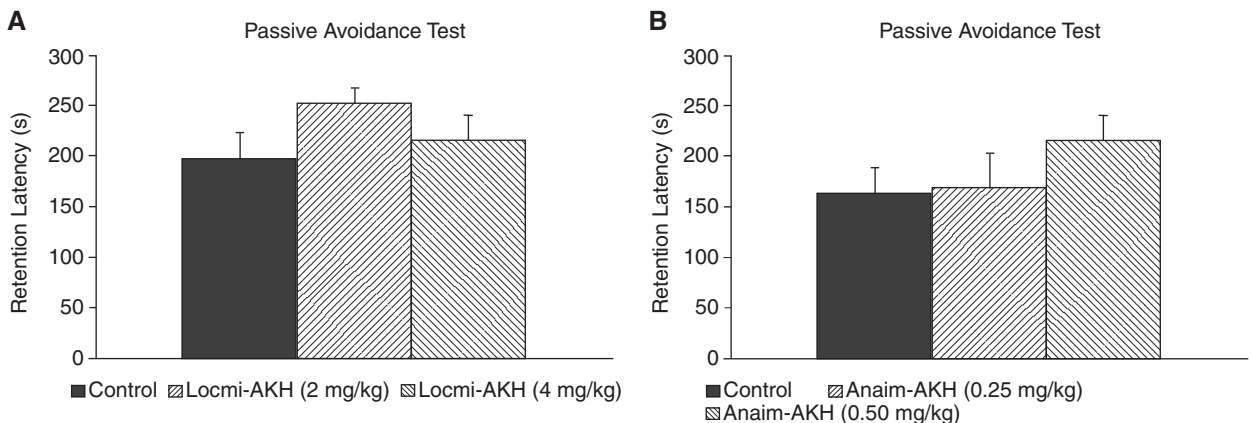 A
Passive Avoidance Test
Retention Latency (s)
300
250
200
150
100
50
0
Control Locmi-AKH (2 mg/kg) Locmi-AKH (4 mg/kg)
B
Passive Avoidance Test
Retention Latency (s)
300
250
200
150
100
50
0
Control Anaim-AKH (0.25 mg/kg)
Anaim-AKH (0.50 mg/kg)